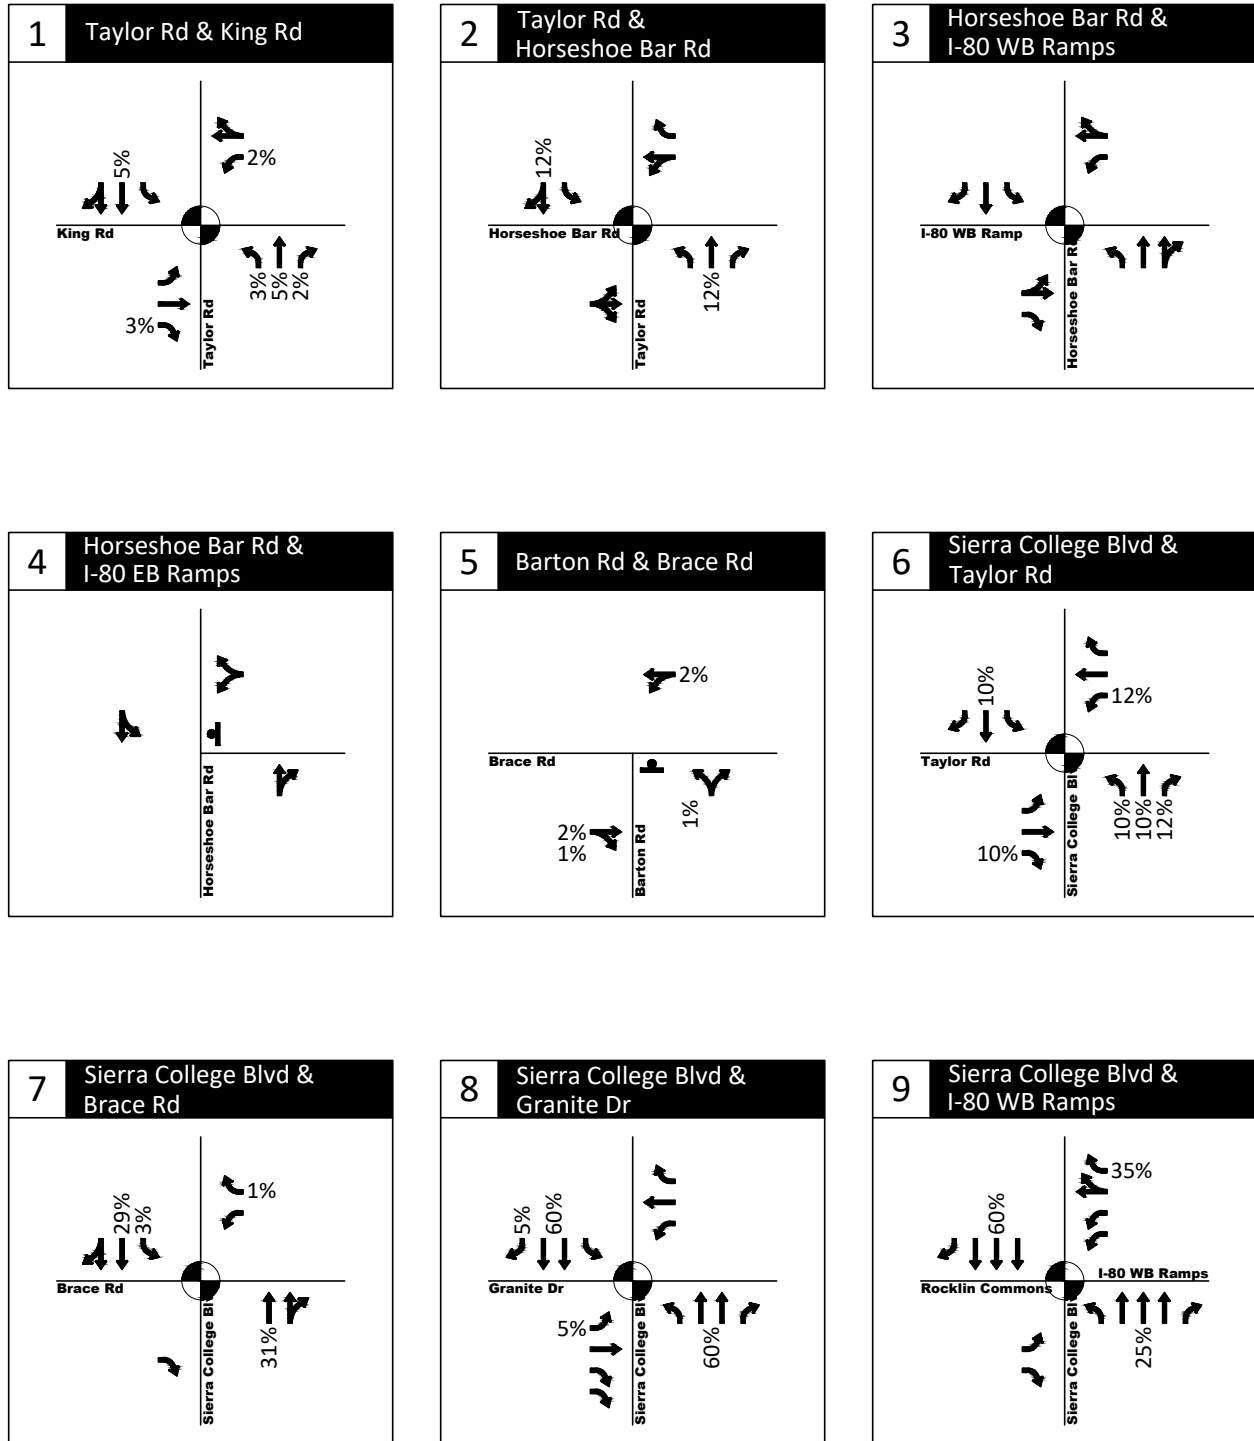 1
Taylor Rd & King Rd
5%
2%
King Rd
3%
5%
2%
3%
Taylor Rd
2
Taylor Rd &
Horseshoe Bar Rd
12%
Horseshoe Bar Rd
12%
Taylor Rd
3
Horseshoe Bar Rd &
I-80 WB Ramps
I-80 WB Ramp
Horseshoe Bar Rd
4
Horseshoe Bar Rd &
I-80 EB Ramps
Horseshoe Bar Rd
5
Barton Rd & Brace Rd
2%
Brace Rd
1%
2%
1%
Barton Rd
6
Sierra College Blvd &
Taylor Rd
10%
12%
Taylor Rd
10%
10%
12%
10%
Sierra College Bl
7
Sierra College Blvd &
Brace Rd
29%
3%
1%
Brace Rd
31%
Sierra College Bl
8
Sierra College Blvd &
Granite Dr
5%
60%
Granite Dr
5%
60%
Sierra College Bl
9
Sierra College Blvd &
I-80 WB Ramps
35%
60%
I-80 WB Ramps
Rocklin Commons
25%
Sierra College Bl